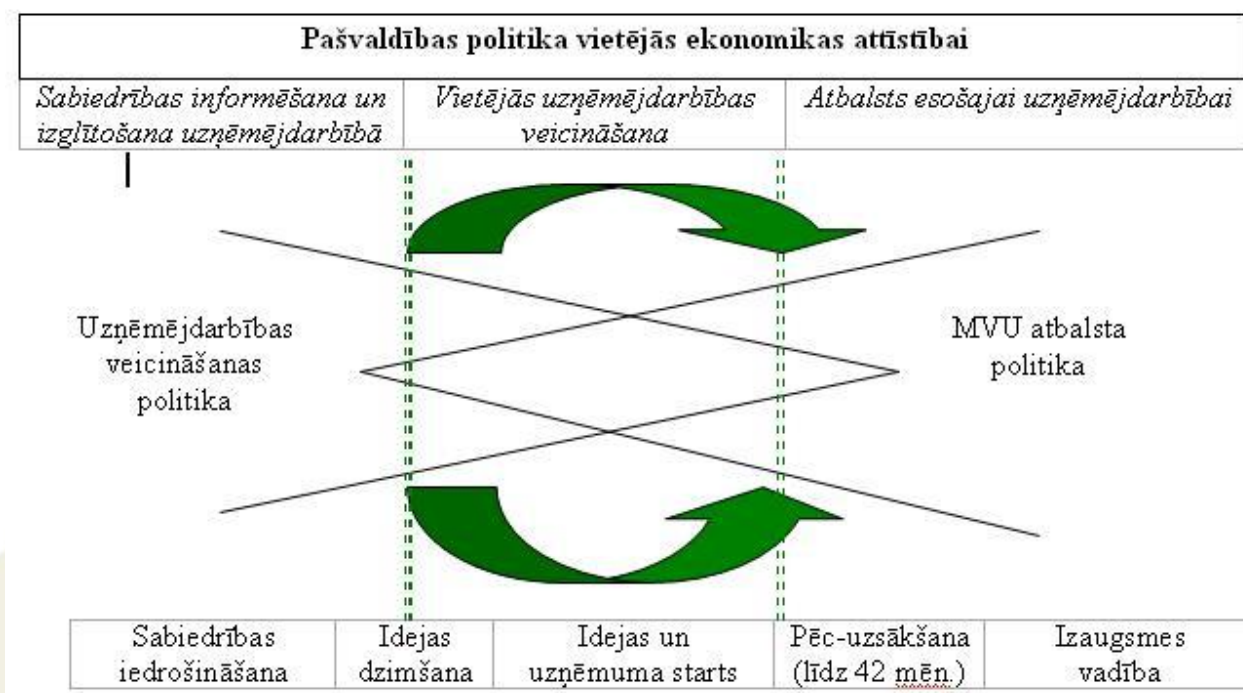 Pašvaldības politika vietējās ekonomikas attīstībai
Sabiedrības informēšana un
izglītošana uzņēmējdarbībā
Vietējās uzņēmējdarbības
veicināšana
Atbalsts esošajai uzņēmējdarbībai
Uzņēmējdarbības
veicināšanas
politika
MVU atbalsta
politika
Sabiedrības
iedrošināšana
Idejas
dzimšana
Idejas un
uzņēmuma starts
Pēc-uzsākšana
(līdz 42 mēn.)
Izaugsmes
vadība